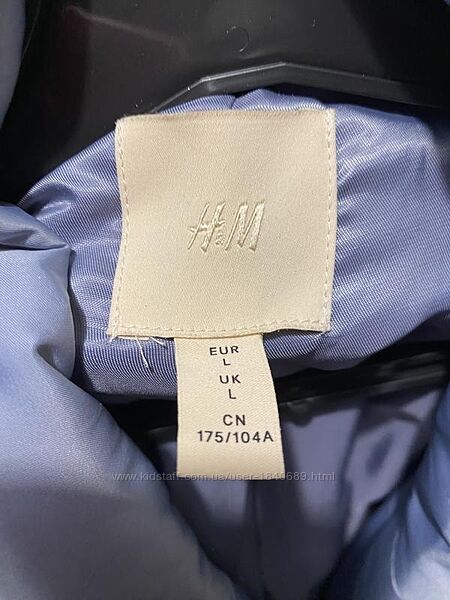 H&M
EUR
L
UK
L
CN
175/104A
www.kidstaff.com.ua/user-1849689.html